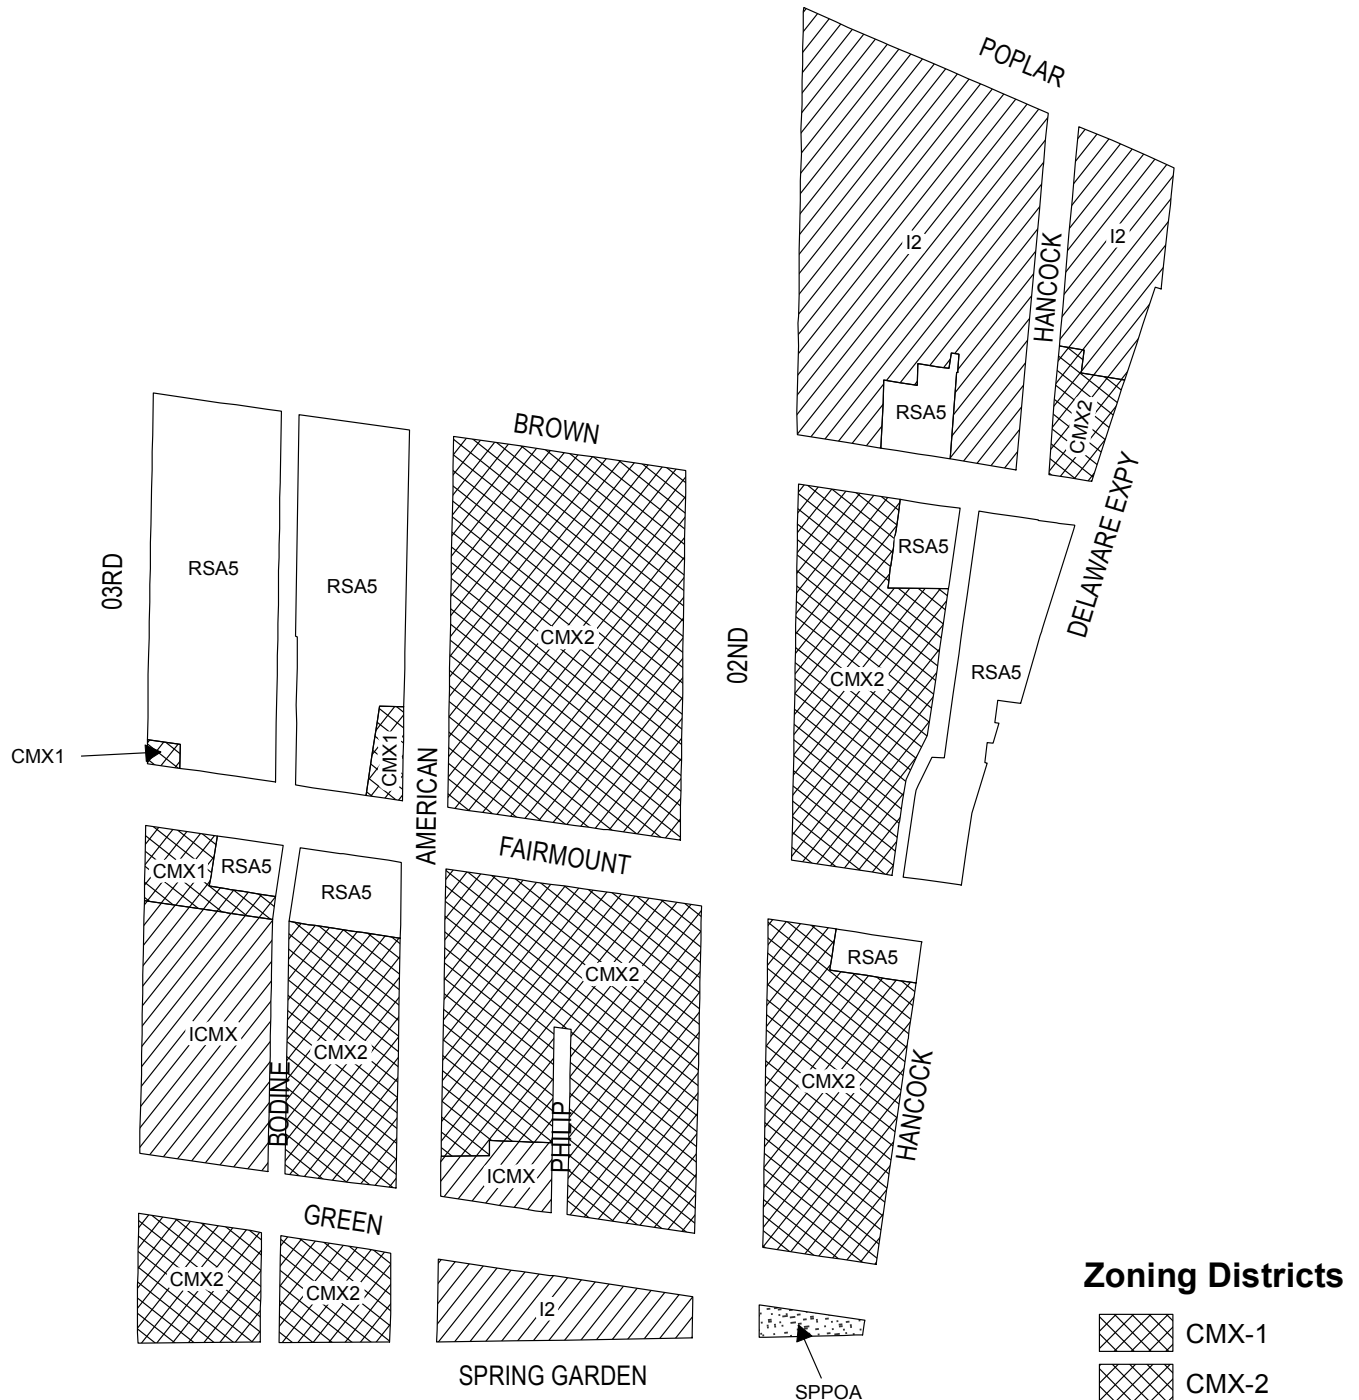 POPLAR
I2
I2
HANCOCK
RSA5
CMX2
BROWN
DELAWARE EXPY
03RD
RSA5
RSA5
CMX2
02ND
RSA5
CMX2
RSA5
CMX1
CMX1
AMERICAN
FAIRMOUNT
CMX1
RSA5
RSA5
CMX2
RSA5
ICMX
CMX2
CMX2
BODINE
PHILIP
HANCOCK
ICMX
GREEN
CMX2
CMX2
I2
Zoning Districts
CMX-1
CMX-2
SPRING GARDEN
SPPOA